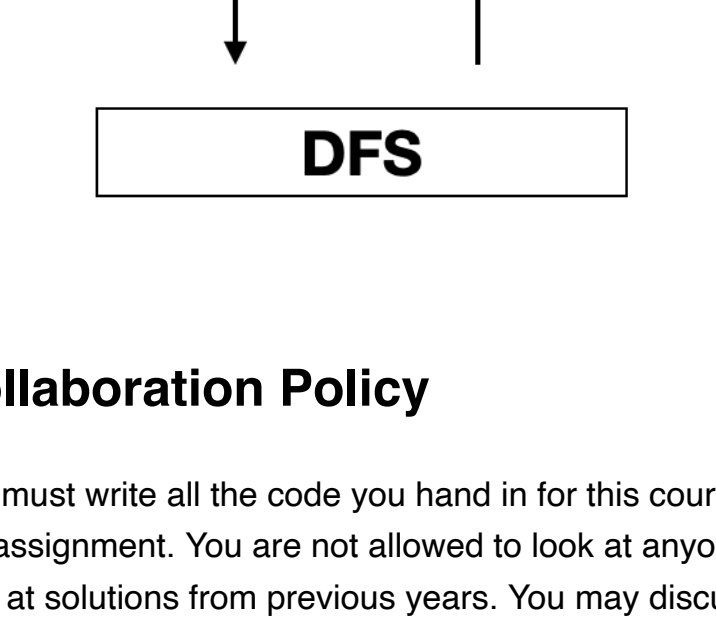 DFS
llaboration Policy
must write all the code you hand in for this cour
assignment. You are not allowed to look at anyo
at solutions from previous years. You may discu